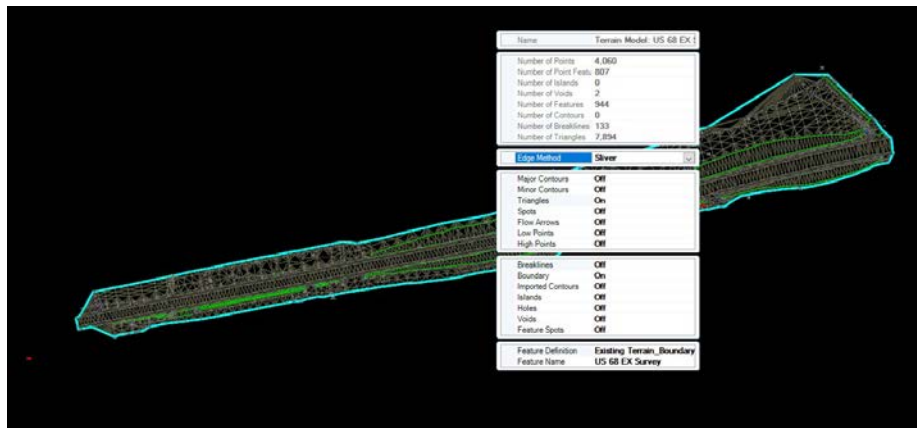 Name Terrain Model: US 68 EX S
Number of Points 4,060
Number of Point Featu 807
Number of Islands 0
Number of Voids 2
Number of Features 944
Number of Contours 0
Number of Breaklines 133
Number of Triangles 7,894
Edge Method Sliver
Major Contours Off
Minor Contours Off
Triangles On
Spots Off
Flow Arrows Off
Low Points Off
High Points Off
Breaklines Off
Boundary On
Imported Contours Off
Islands Off
Holes Off
Voids Off
Feature Spots Off
Feature Definition Existing Terrain_Boundary
Feature Name US 68 EX Survey